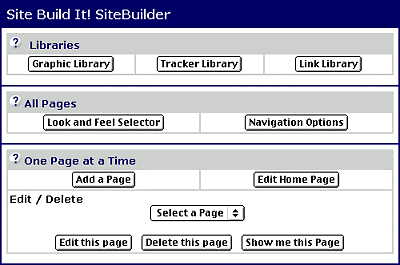 Site Build It! SiteBuilder
? Libraries
Graphic Library Tracker Library Link Library
? All Pages
Look and Feel Selector Navigation Options
? One Page at a Time
Add a Page Edit Home Page
Edit / Delete
Select a Page
Edit this page Delete this page Show me this Page